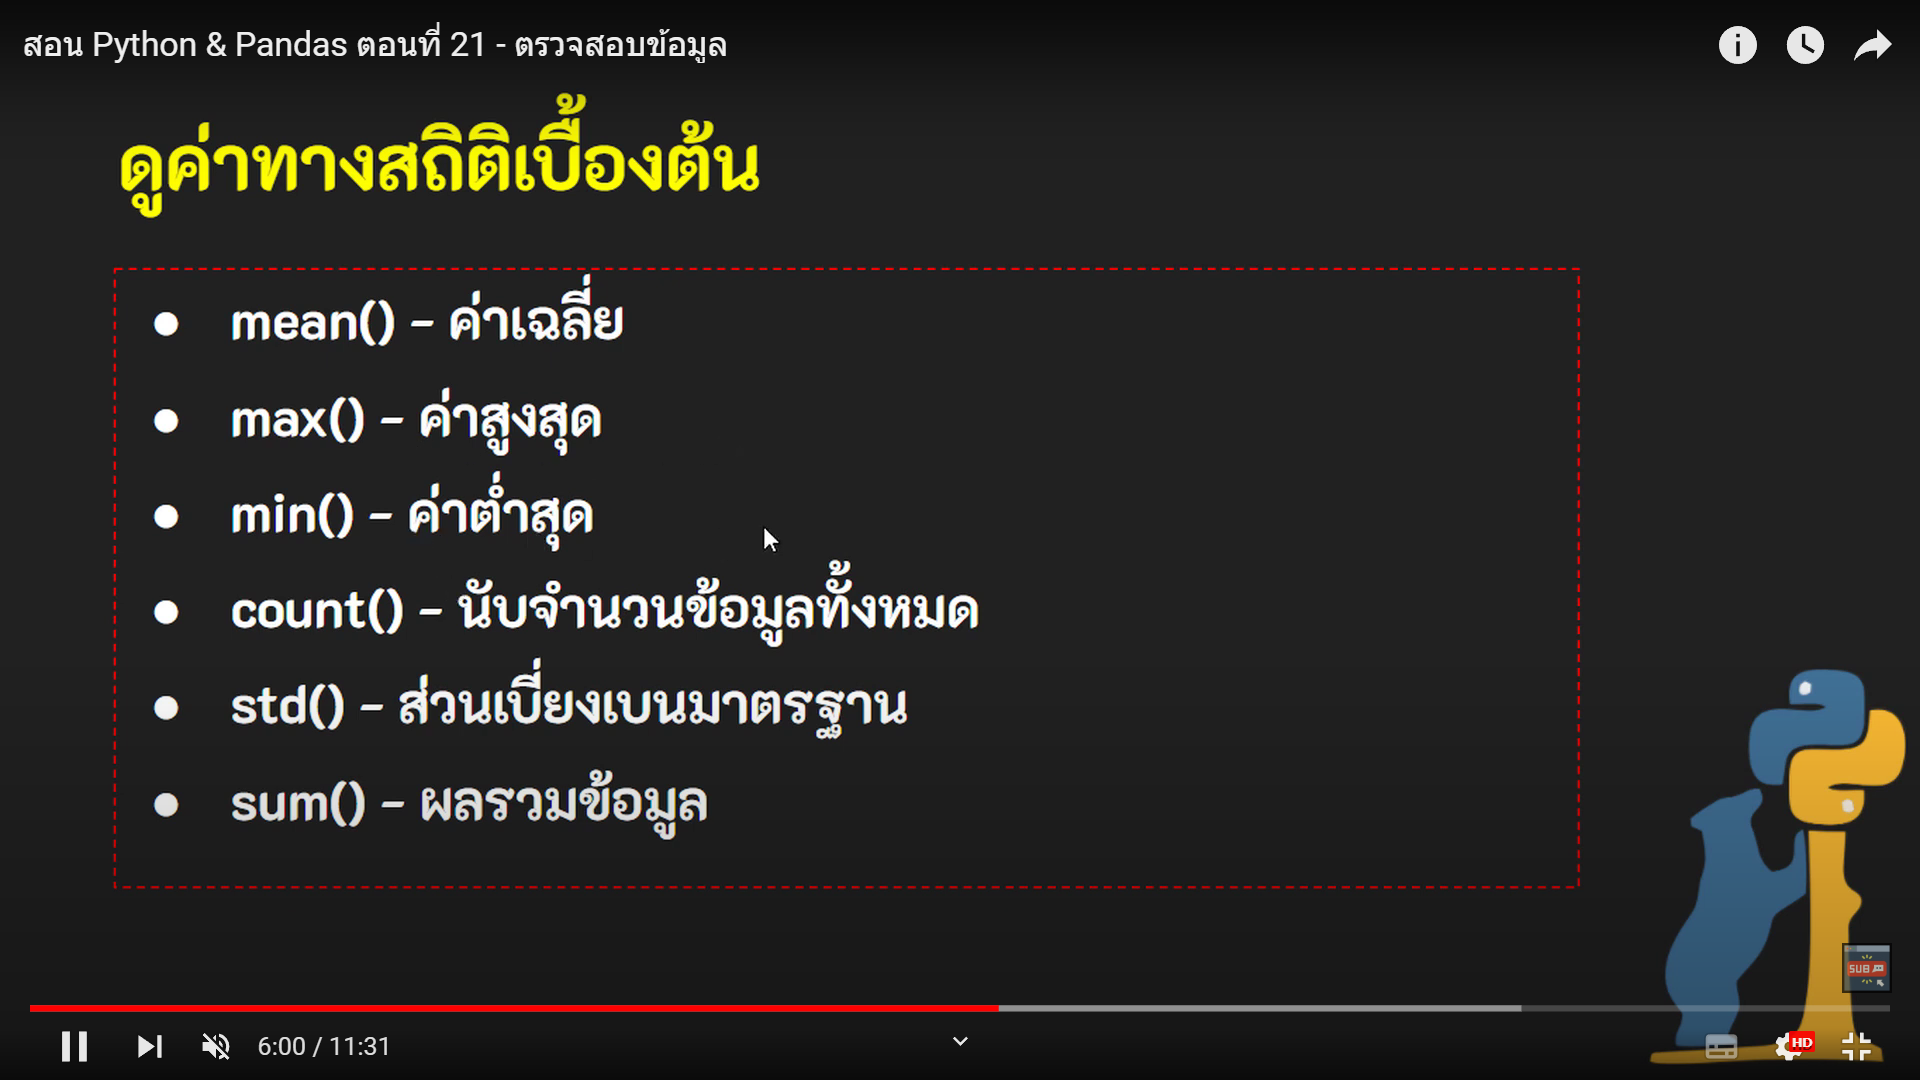 สอน Python & Pandas ตอนที่ 21 - ตรวจสอบข้อมูล
ดูค่าทางสถิติเบื้องต้น
● mean() – ค่าเฉลี่ย
● max() – ค่าสูงสุด
● min() – ค่าต่ำสุด
● count() – นับจำนวนข้อมูลทั้งหมด
● std() – ส่วนเบี่ยงเบนมาตรฐาน
● sum() – ผลรวมข้อมูล
SUB
6:00 / 11:31
HD